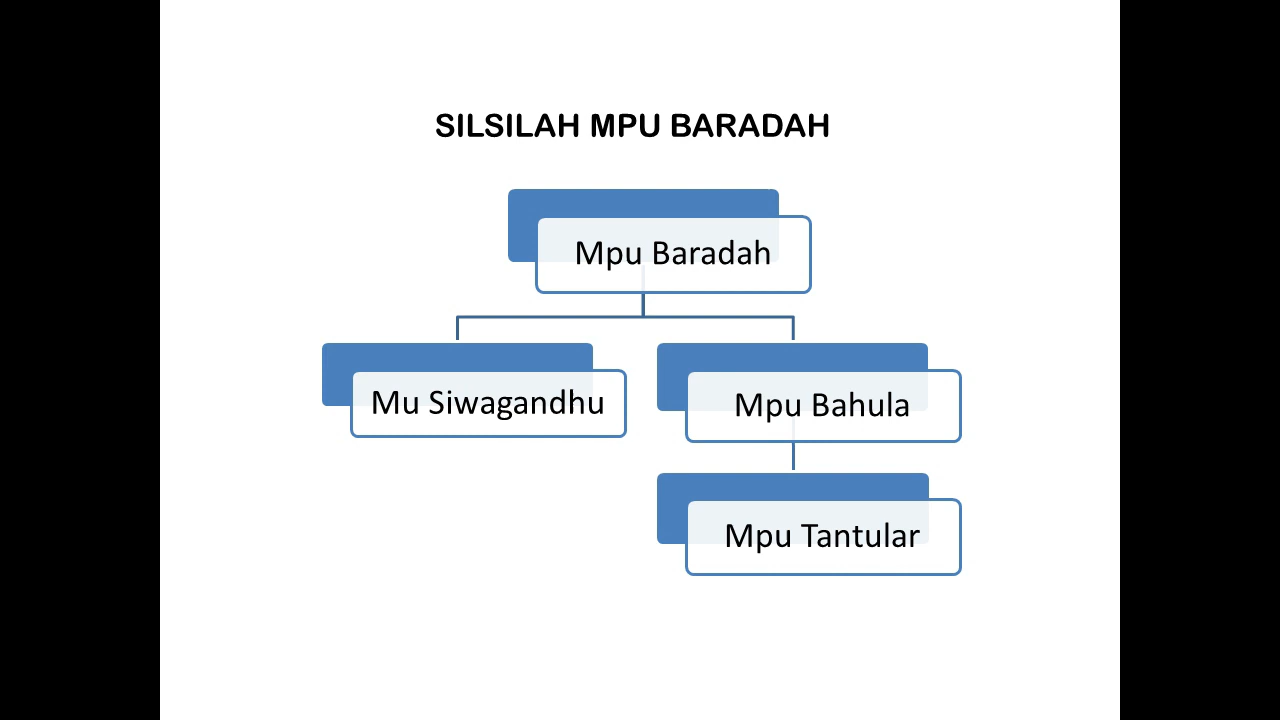 SILSILAH MPU BARADAH
Mpu Baradah
Mu Siwagandhu
Mpu Bahula
Mpu Tantular